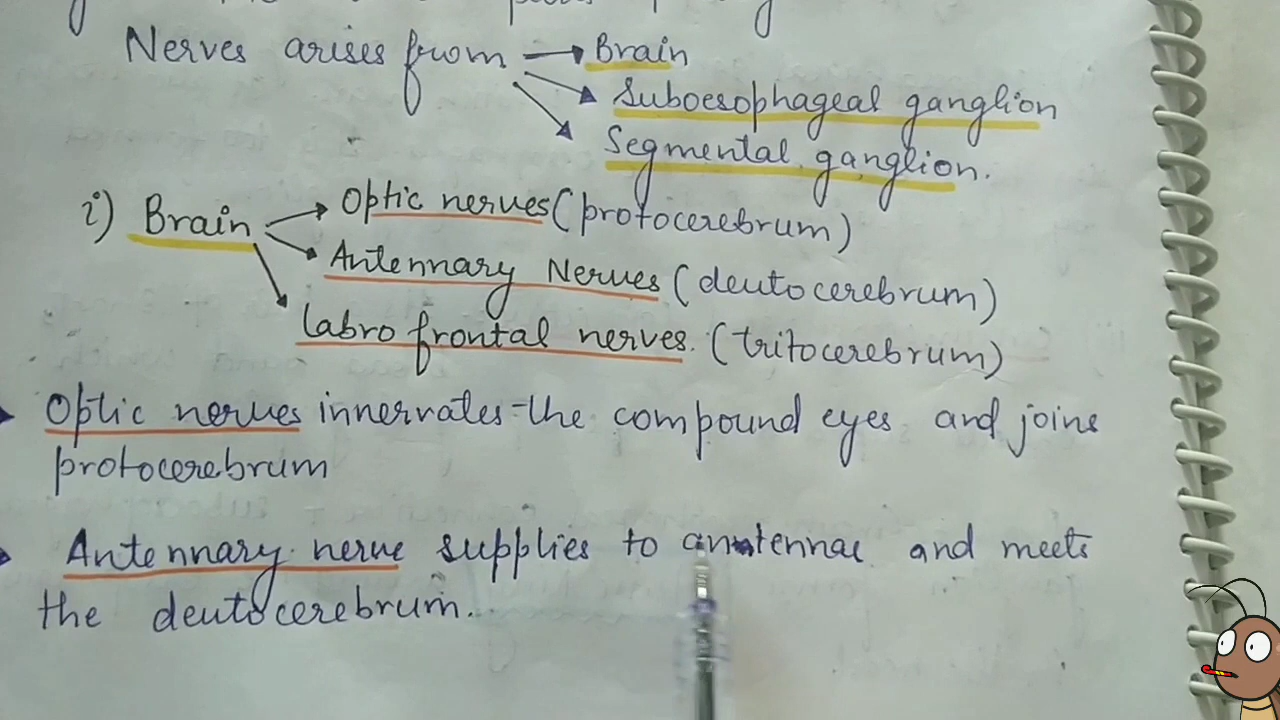 Nerves arises from → Brain
Suboesophageal ganglion
Segmental ganglion.
i) Brain → Optic nerves (protocerebrum)
Antennary Nerves (deutocerebrum)
labro frontal nerves. (tritocerebrum)
Optic nerves innervates the compound eyes and joins
protocerebrum
Antennary nerve supplies to antennae and meets
the deutocerebrum.